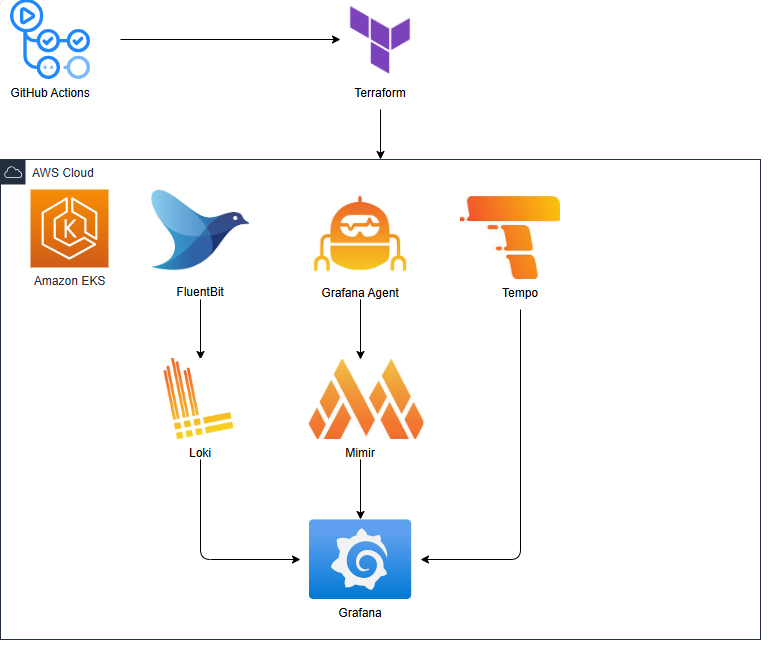 GitHub Actions
Terraform
AWS Cloud
Amazon EKS
FluentBit
Grafana Agent
Tempo
Loki
Mimir
Grafana